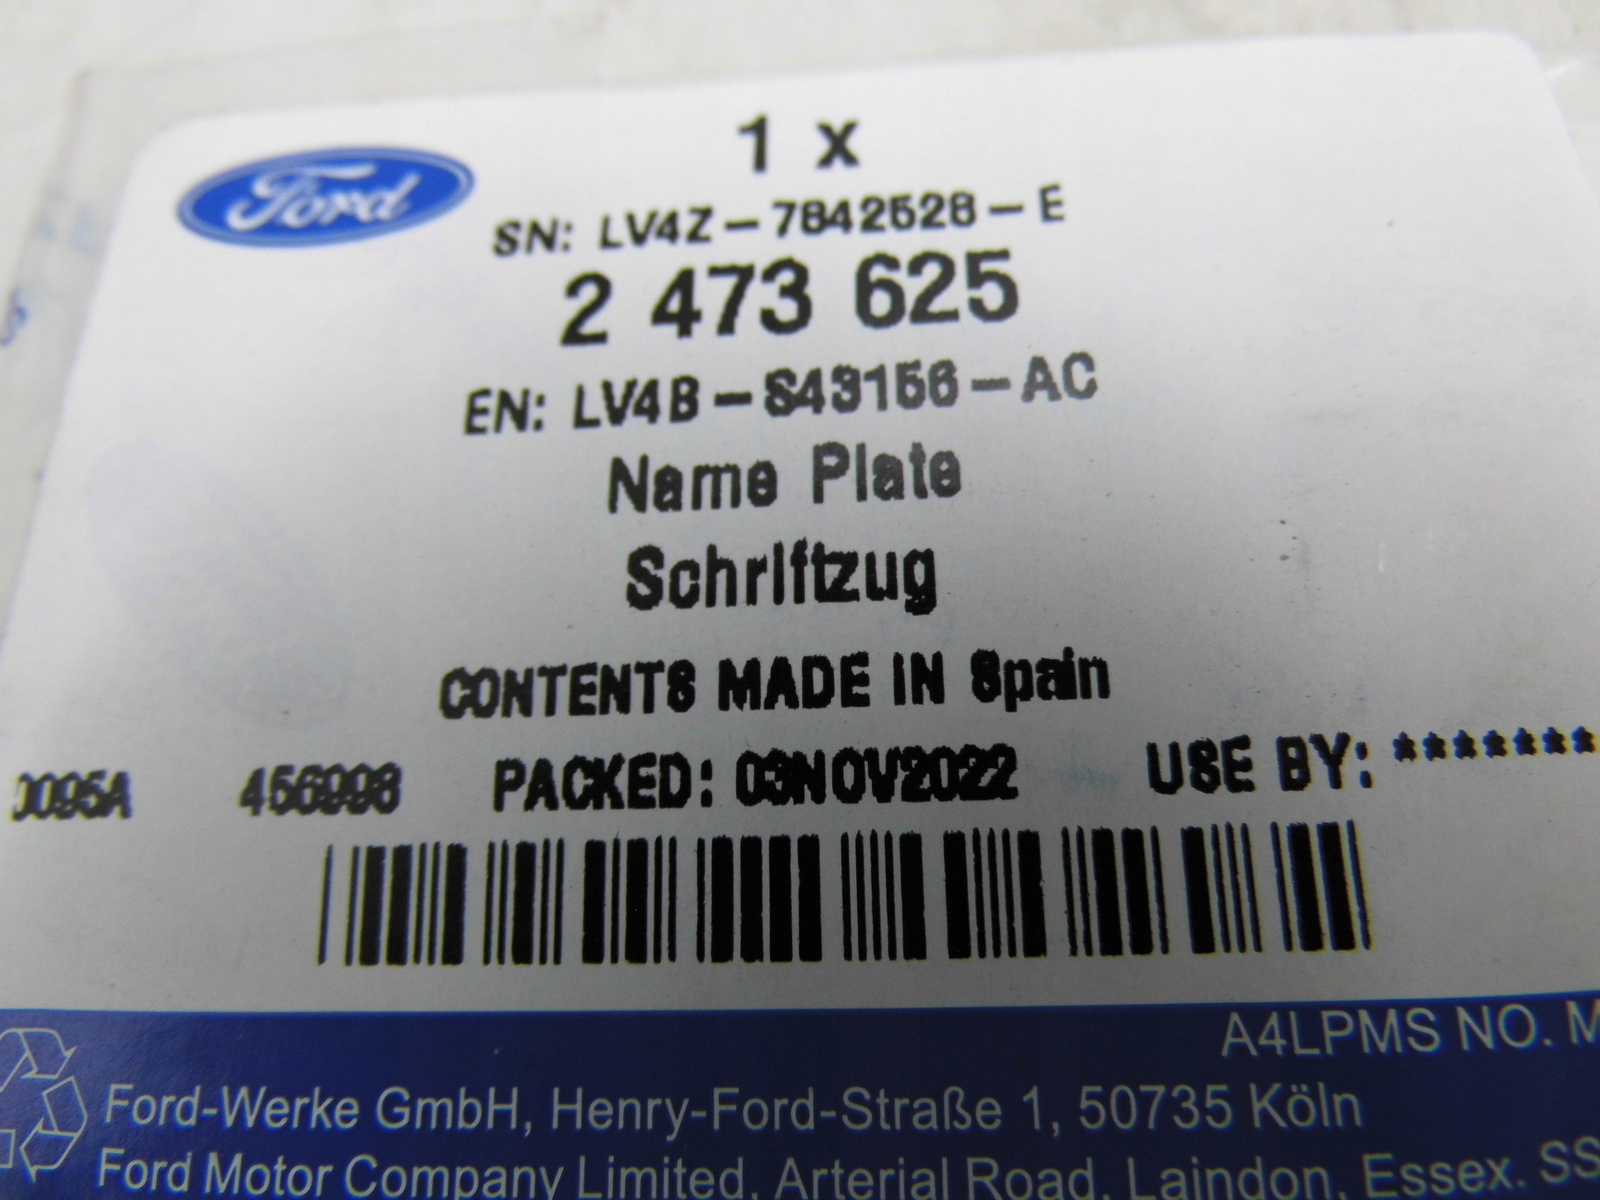 1 x
Ford
SN: LV4Z-7842528-E
2 473 625
EN: LV4B-S43156-AC
Name Plate
Schriftzug
CONTENTS MADE IN Spain
0095A 456998 PACKED: 03NOV2022 USE BY: *******
A4LPMS NO. M
Ford-Werke GmbH, Henry-Ford-Straße 1, 50735 Köln
Ford Motor Company Limited, Arterial Road, Laindon, Essex. SS